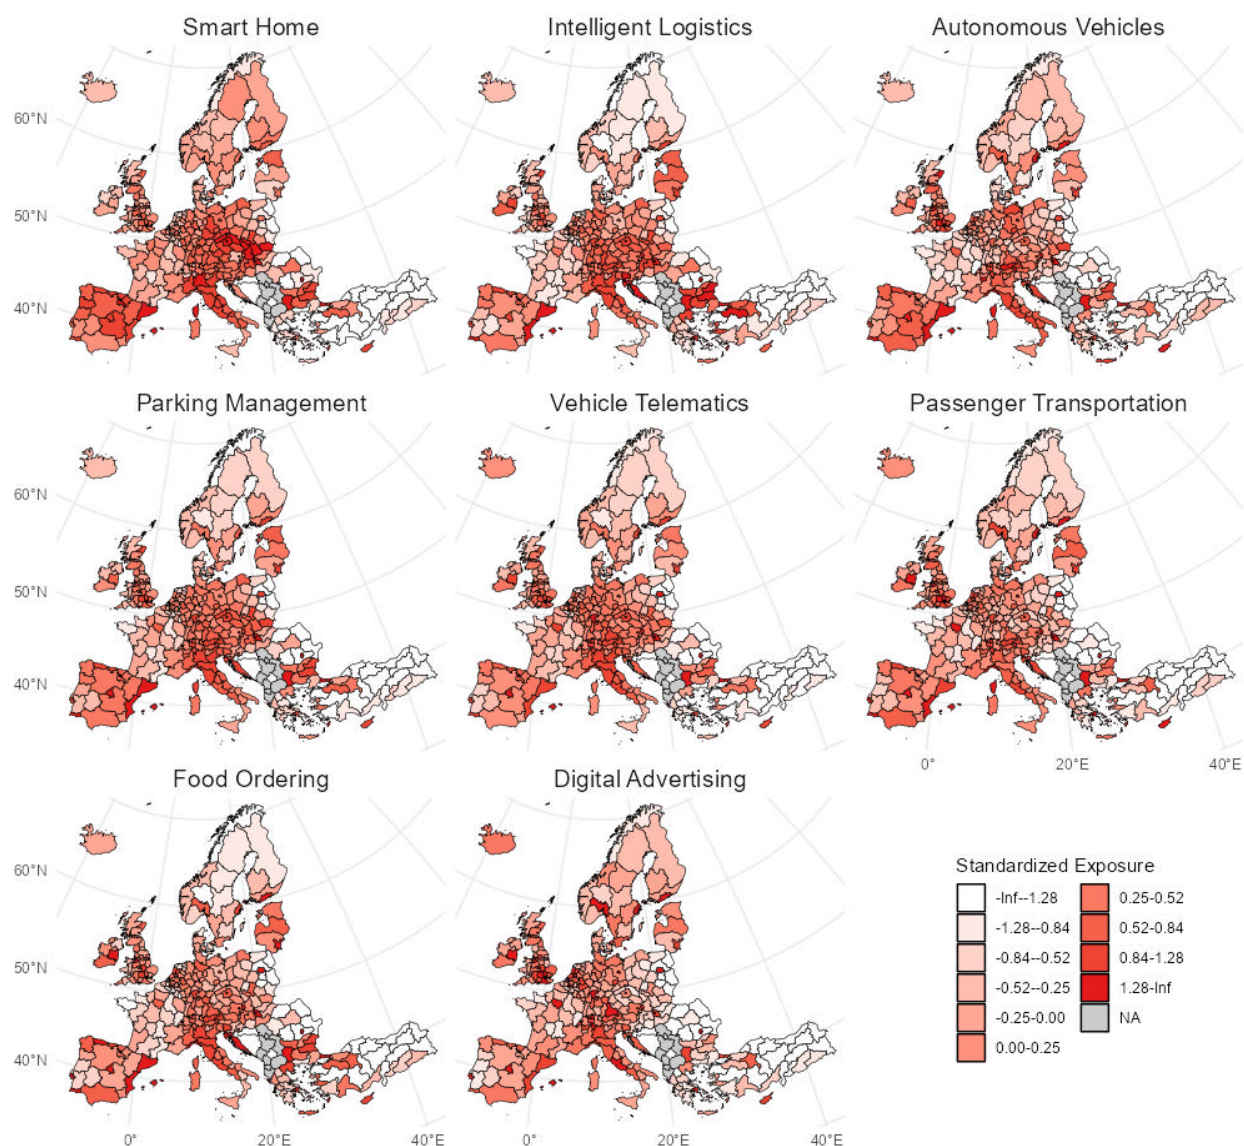 Smart Home
Intelligent Logistics
Autonomous Vehicles
60°N
50°N
40°N
Parking Management
Vehicle Telematics
Passenger Transportation
60°N
50°N
40°N
0°
20°E
40°E
Food Ordering
Digital Advertising
60°N
50°N
40°N
0°
20°E
40°E
0°
20°E
40°E
Standardized Exposure
-Inf--1.28
-1.28--0.84
-0.84--0.52
-0.52--0.25
-0.25-0.00
0.00-0.25
0.25-0.52
0.52-0.84
0.84-1.28
1.28-Inf
NA